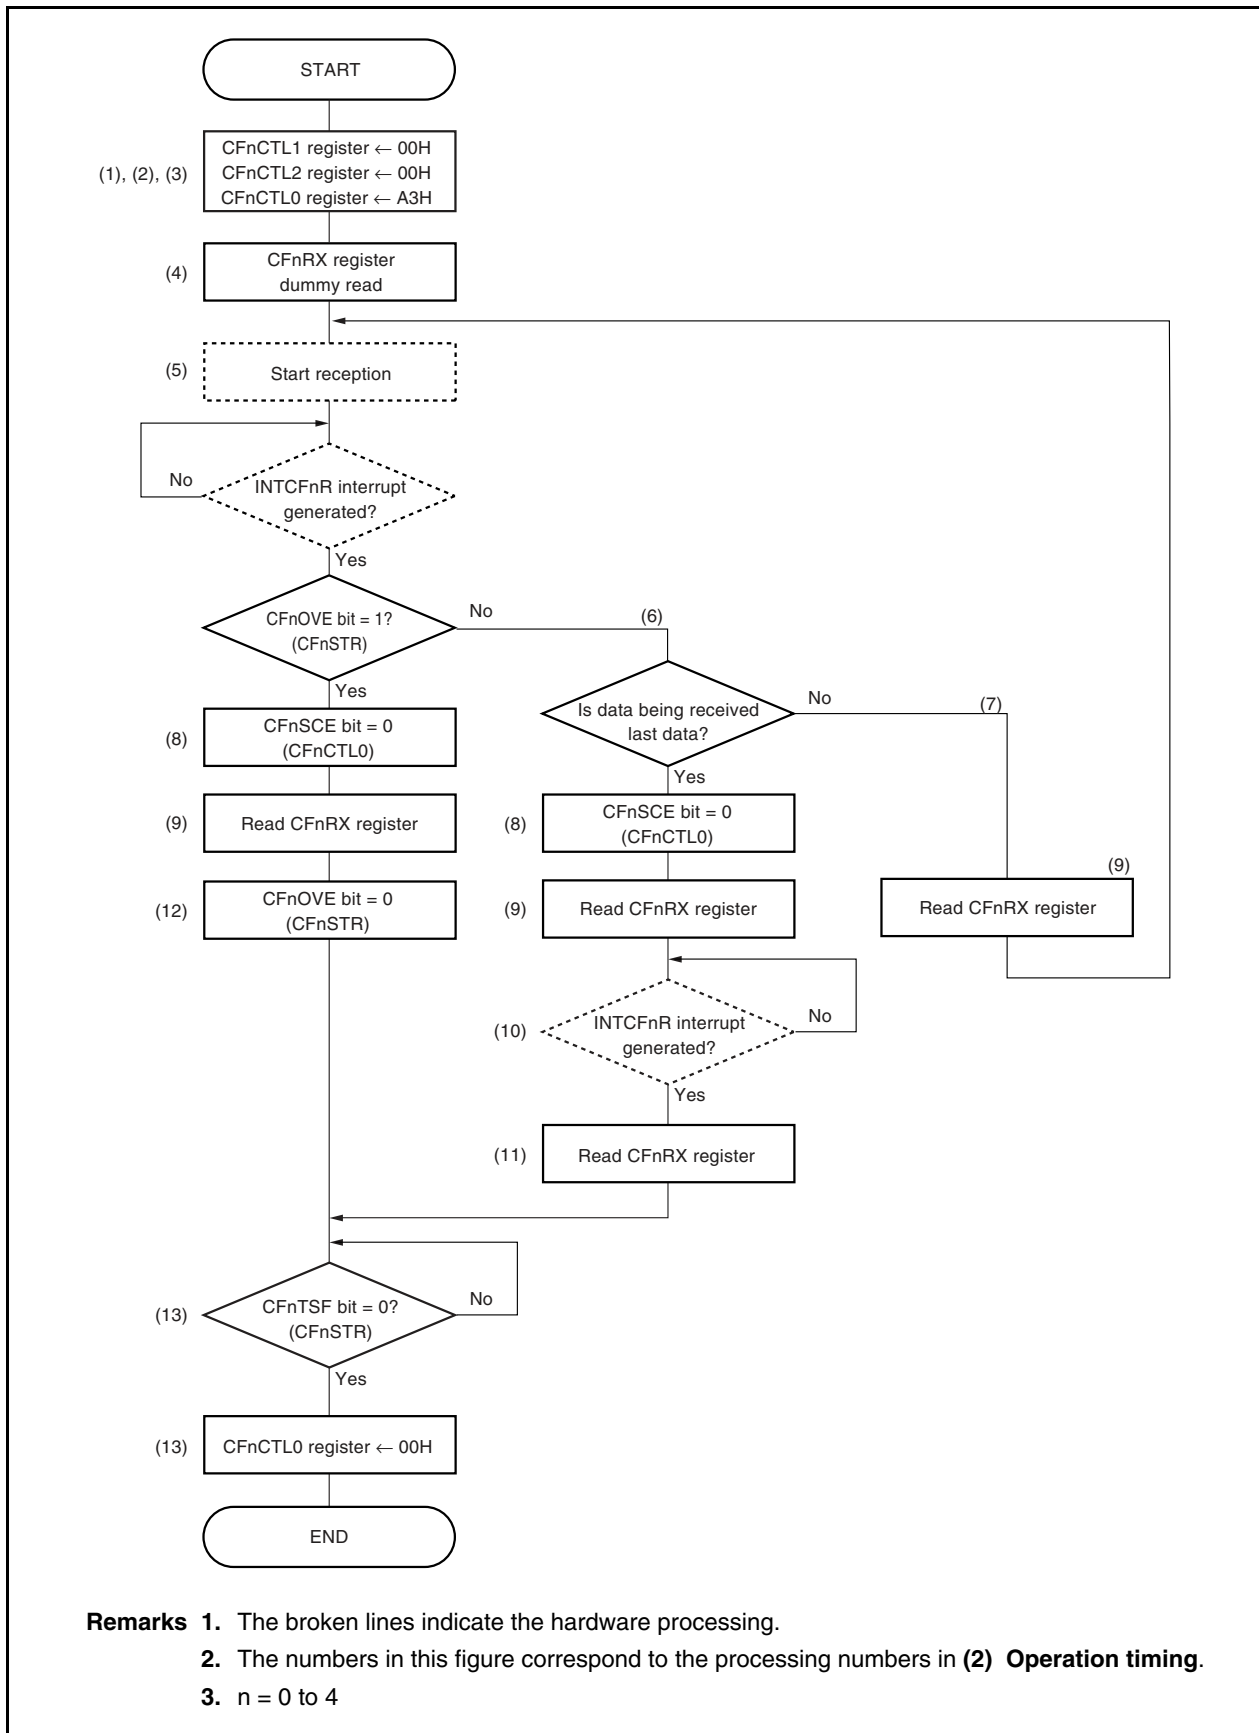 START
(1), (2), (3)
CFnCTL1 register ← 00H
CFnCTL2 register ← 00H
CFnCTL0 register ← A3H
(4)
CFnRX register
dummy read
(5)
Start reception
No
INTCFnR interrupt
generated?
Yes
CFnOVE bit = 1?
(CFnSTR)
No
(6)
Yes
Is data being received
last data?
No
(7)
Yes
(8)
CFnSCE bit = 0
(CFnCTL0)
(9)
Read CFnRX register
(12)
CFnOVE bit = 0
(CFnSTR)
(8)
CFnSCE bit = 0
(CFnCTL0)
(9)
Read CFnRX register
(9)
Read CFnRX register
(10)
INTCFnR interrupt
generated?
No
Yes
(11)
Read CFnRX register
(13)
CFnTSF bit = 0?
(CFnSTR)
No
Yes
(13)
CFnCTL0 register ← 00H
END
Remarks 1. The broken lines indicate the hardware processing.
2. The numbers in this figure correspond to the processing numbers in (2) Operation timing.
3. n = 0 to 4